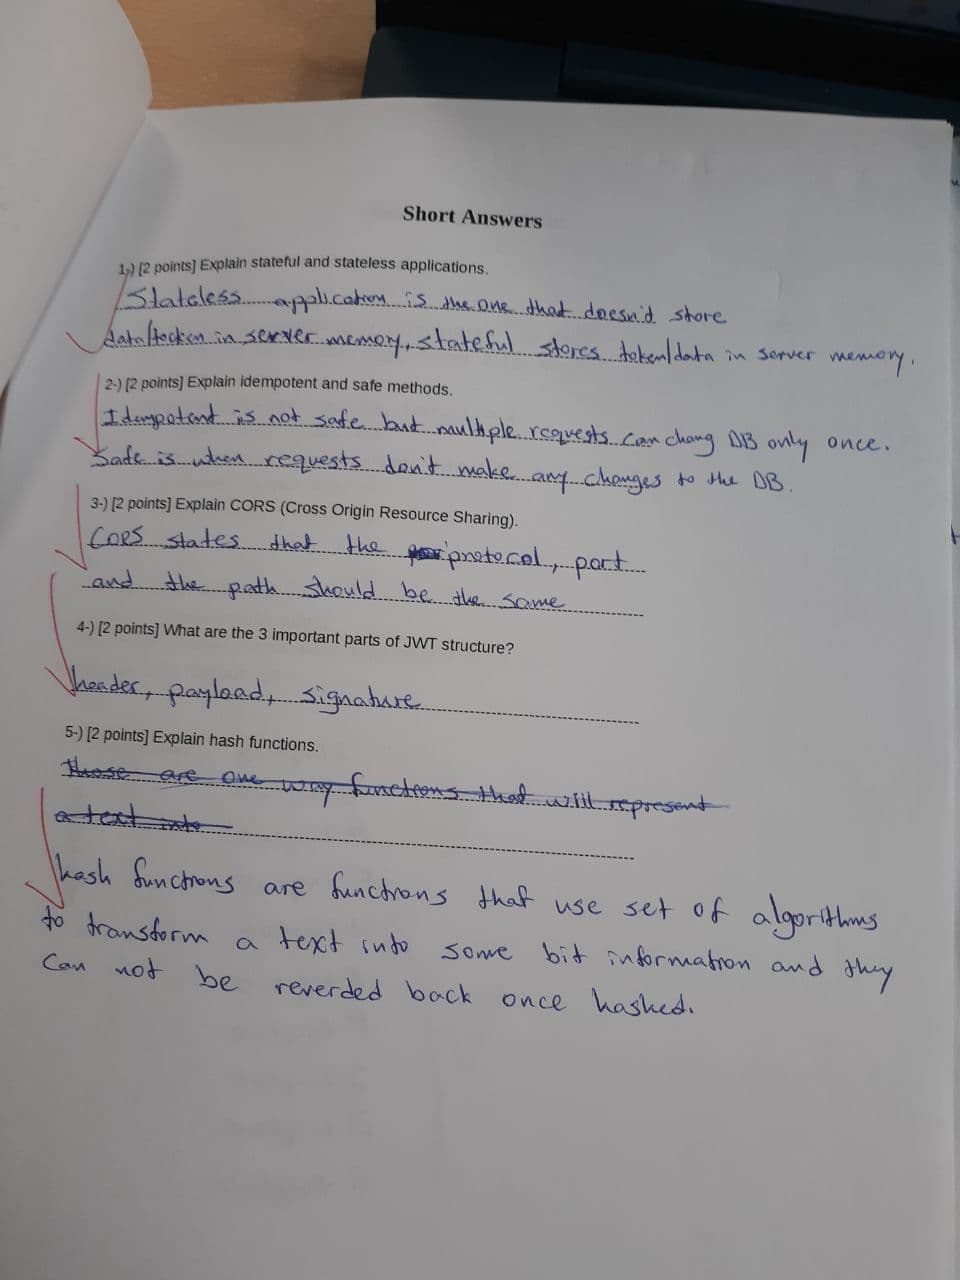 Short Answers
1-) [2 points] Explain stateful and stateless applications.
Stateless application is the one that doesn'd store
data/tocken in server memory, stateful stores token/data in server memory.
2-) [2 points] Explain idempotent and safe methods.
Idempotent is not safe but multiple requests can chang DB only once.
Safe is when requests don't make any changes to the DB.
3-) [2 points] Explain CORS (Cross Origin Resource Sharing).
CORS states that the protocol, port
and the path should be the same
4-) [2 points] What are the 3 important parts of JWT structure?
header, payload, signature
5-) [2 points] Explain hash functions.
those are one way functions that will represent
a text into
hash functions are functions that use set of algorithms
to transform a text into some bit information and they
can not be reverded back once hashed.